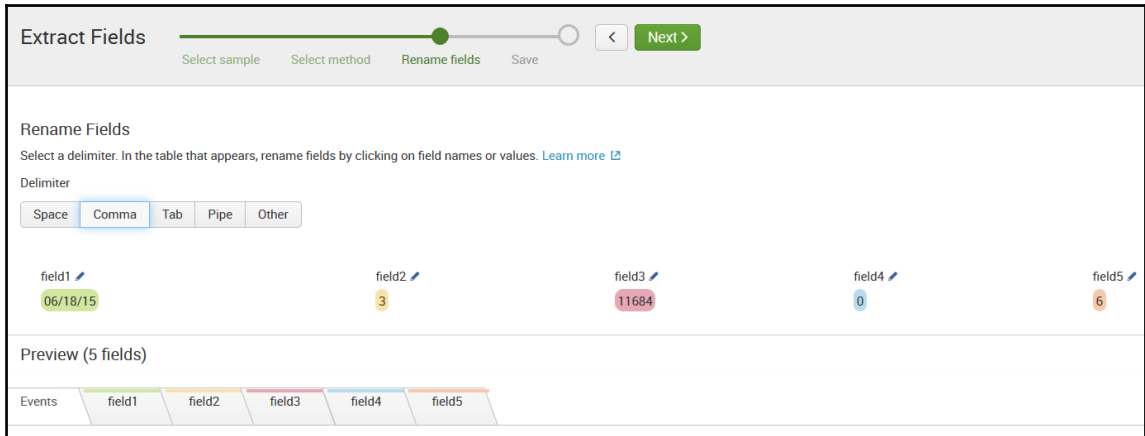 Extract Fields
< Next >
Select sample Select method Rename fields Save
Rename Fields
Select a delimiter. In the table that appears, rename fields by clicking on field names or values. Learn more
Delimiter
Space Comma Tab Pipe Other
field1 field2 field3 field4 field5
06/18/15 3 11684 0 6
Preview (5 fields)
Events field1 field2 field3 field4 field5